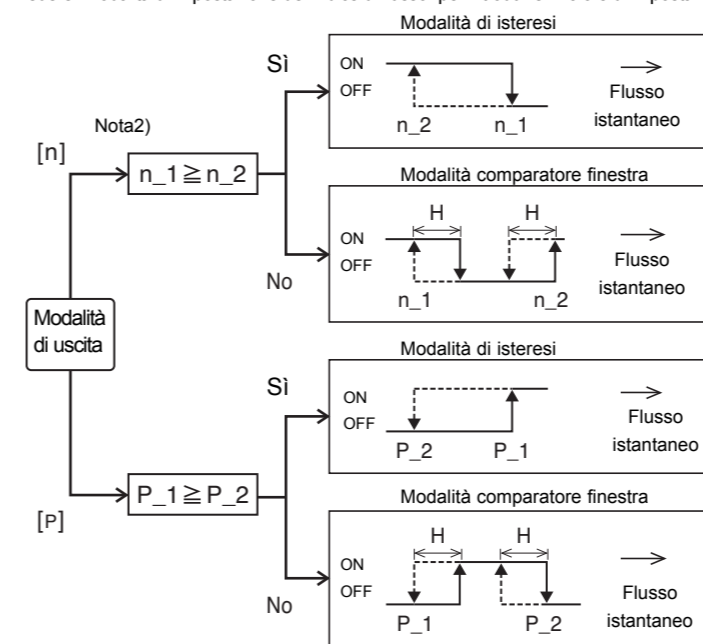 Modalità di isteresi
Sì
ON
OFF
n_2
n_1
Flusso
istantaneo
Nota2)
[n]
n_1≧n_2
Modalità comparatore finestra
H
H
ON
OFF
No
n_1
n_2
Flusso
istantaneo
Modalità
di uscita
Modalità di isteresi
Sì
ON
OFF
P_2
P_1
Flusso
istantaneo
P_1≧P_2
[P]
Modalità comparatore finestra
H
H
ON
OFF
No
P_1
P_2
Flusso
istantaneo